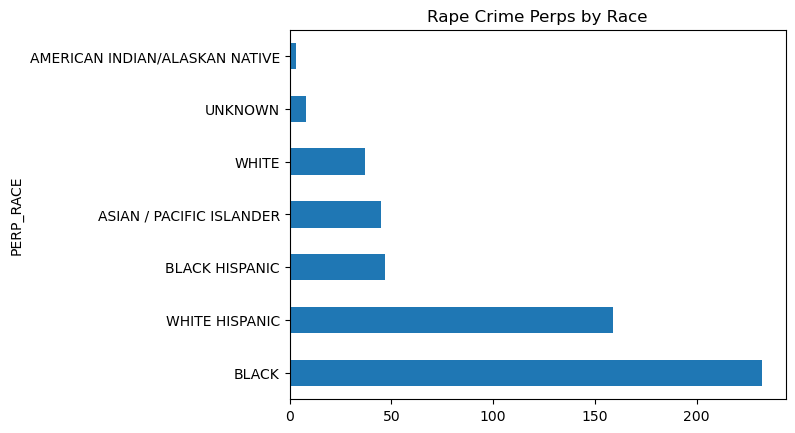 Rape Crime Perps by Race
PERP_RACE
AMERICAN INDIAN/ALASKAN NATIVE
UNKNOWN
WHITE
ASIAN / PACIFIC ISLANDER
BLACK HISPANIC
WHITE HISPANIC
BLACK
0 50 100 150 200